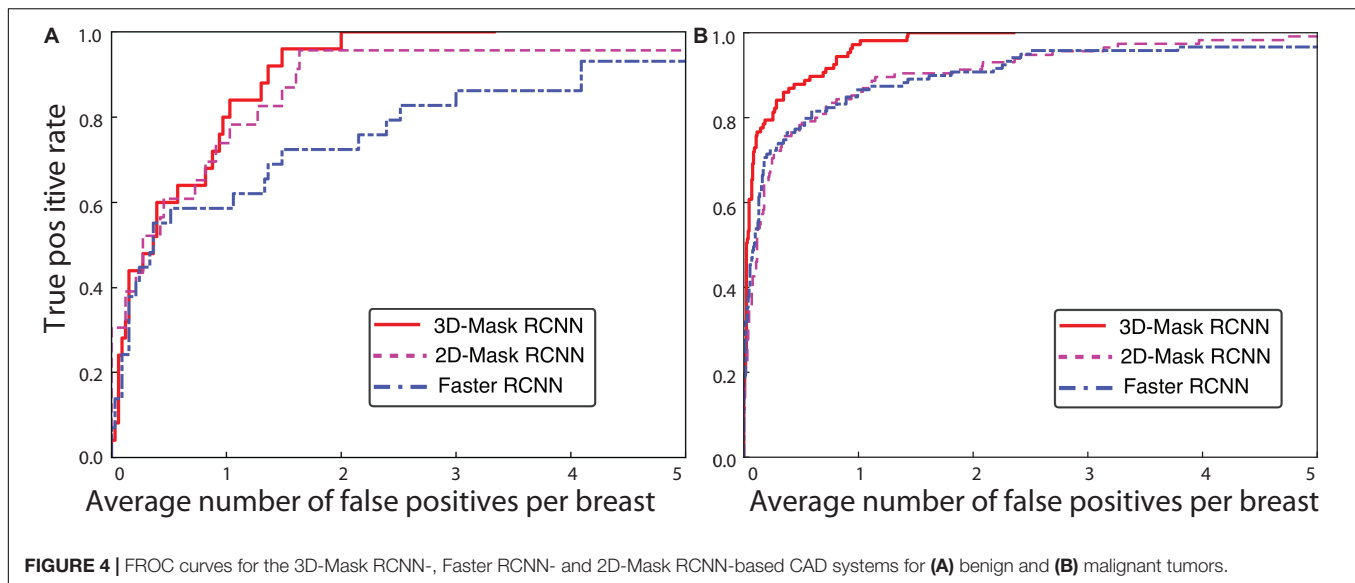 A
B
True positive rate
1.0
0.8
0.6
0.4
0.2
0.0
3D-Mask RCNN
2D-Mask RCNN
Faster RCNN
0 1 2 3 4 5
Average number of false positives per breast
1.0
0.8
0.6
0.4
0.2
0.0
3D-Mask RCNN
2D-Mask RCNN
Faster RCNN
0 1 2 3 4 5
Average number of false positives per breast
FIGURE 4 | FROC curves for the 3D-Mask RCNN-, Faster RCNN- and 2D-Mask RCNN-based CAD systems for (A) benign and (B) malignant tumors.